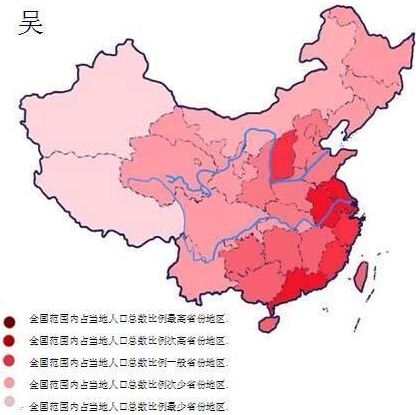 吴
全国范围内占当地人口总数比例最高省份地区.
全国范围内占当地人口总数比例次高省份地区.
全国范围内占当地人口总数比例一般省份地区.
全国范围内占当地人口总数比例次少省份地区.
全国范围内占当地人口总数比例最少省份地区.